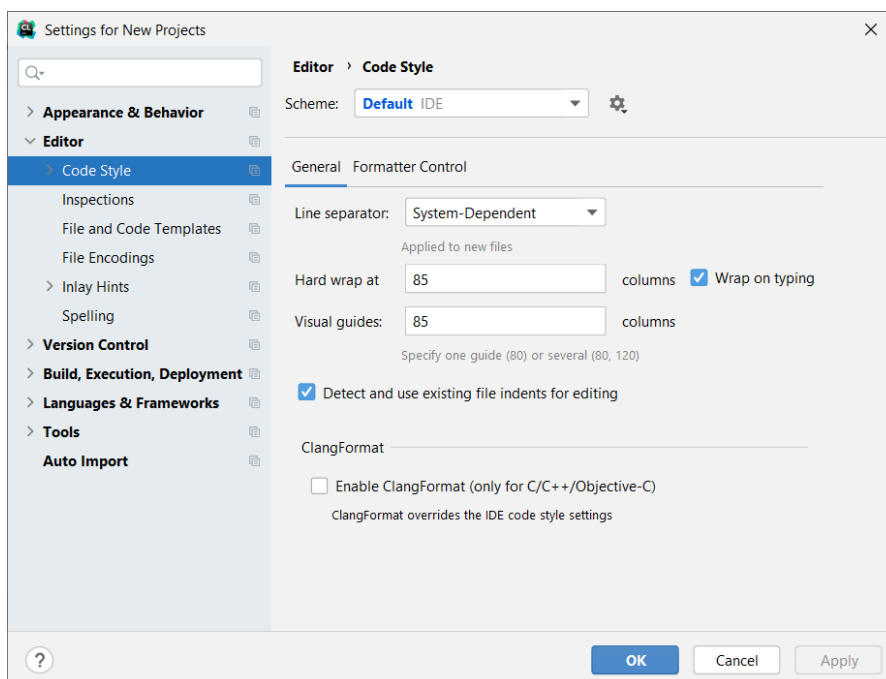 CL Settings for New Projects
Appearance & Behavior
Editor
Code Style
Inspections
File and Code Templates
File Encodings
Inlay Hints
Spelling
Version Control
Build, Execution, Deployment
Languages & Frameworks
Tools
Auto Import
Editor › Code Style
Scheme: Default IDE
General Formatter Control
Line separator: System-Dependent
Applied to new files
Hard wrap at 85 columns Wrap on typing
Visual guides: 85 columns
Specify one guide (80) or several (80, 120)
Detect and use existing file indents for editing
ClangFormat
Enable ClangFormat (only for C/C++/Objective-C)
ClangFormat overrides the IDE code style settings
? OK Cancel Apply